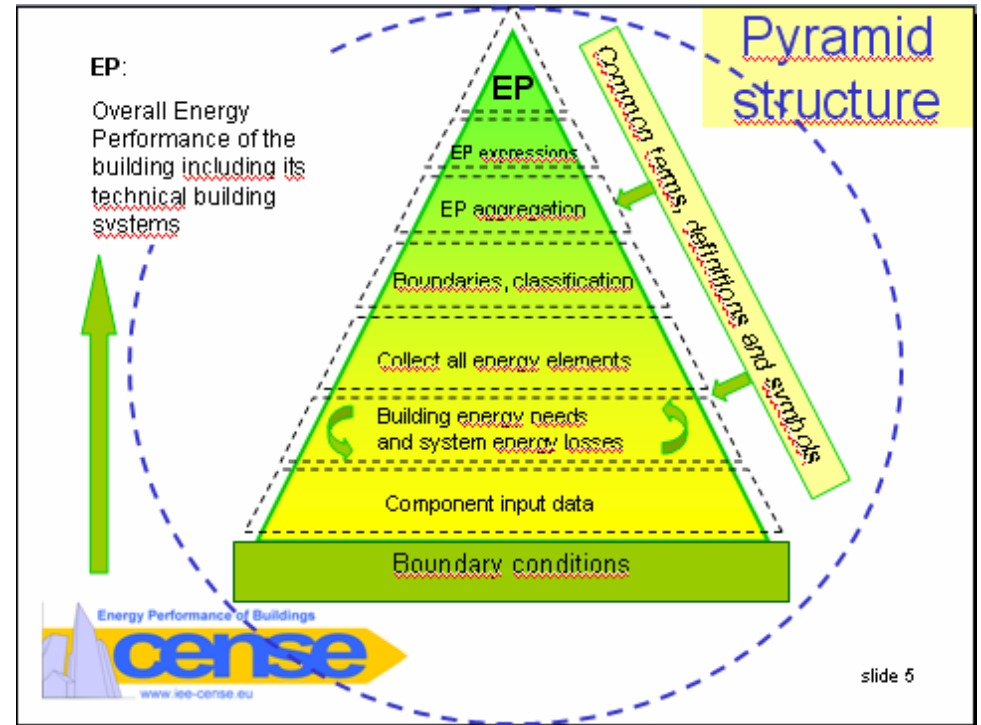 Pyramid
structure
EP:
Overall Energy
Performance of the
building including its
technical building
systems
EP
EP expressions
EP aggregation
Boundaries, classification
Collect all energy elements
Building energy needs
and system energy losses
Component input data
Boundary conditions
Common terms, definitions and symbols
Energy Performance of Buildings
cense
www.iee-cense.eu
slide 5